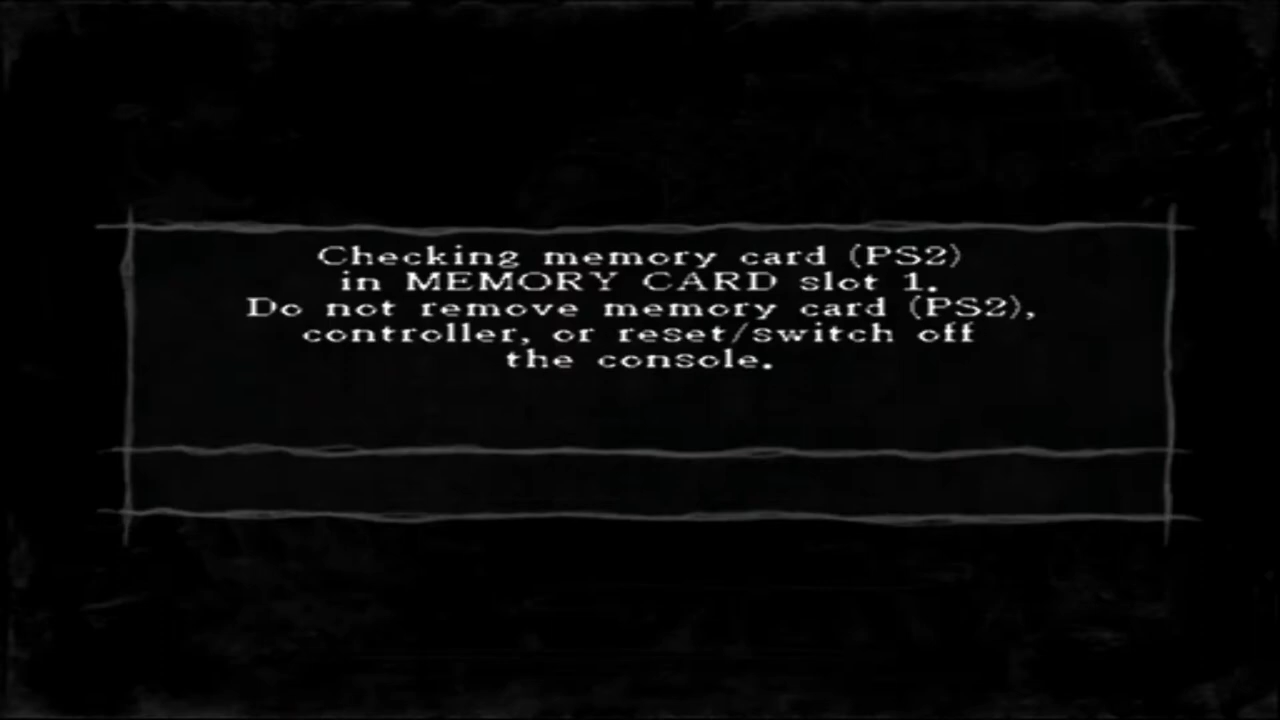 Checking memory card (PS2)
in MEMORY CARD slot 1.
Do not remove memory card (PS2),
controller, or reset/switch off
the console.